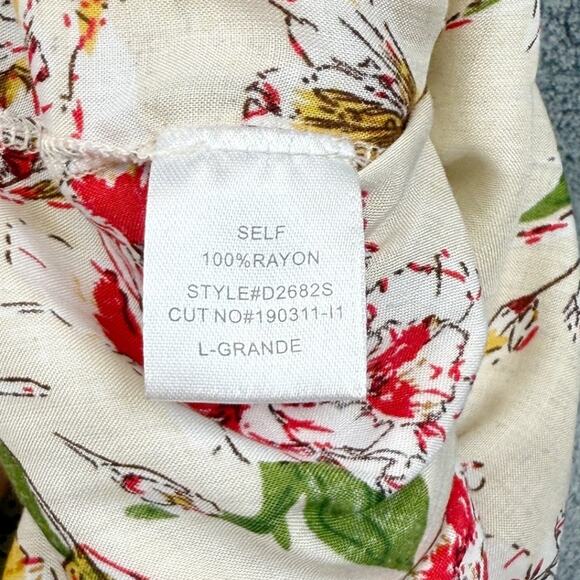 SELF
100%RAYON
STYLE#D2682S
CUT NO#190311-I1
L-GRANDE